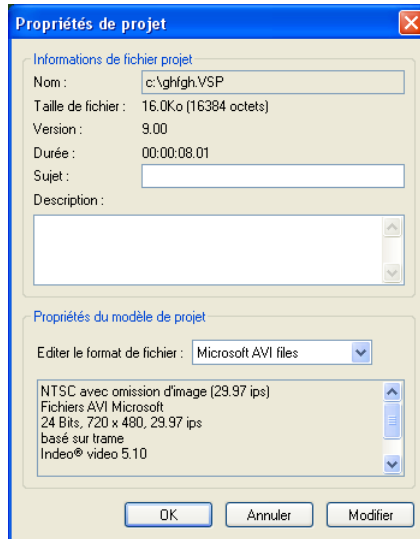 Propriétés de projet
Informations de fichier projet
Nom : c:\ghfgh.VSP
Taille de fichier : 16.0Ko (16384 octets)
Version : 9.00
Durée : 00:00:08.01
Sujet :
Description :
Propriétés du modèle de projet
Editer le format de fichier : Microsoft AVI files
NTSC avec omission d'image (29.97 ips)
Fichiers AVI Microsoft
24 Bits, 720 x 480, 29.97 ips
basé sur trame
Indeo® video 5.10
OK Annuler Modifier